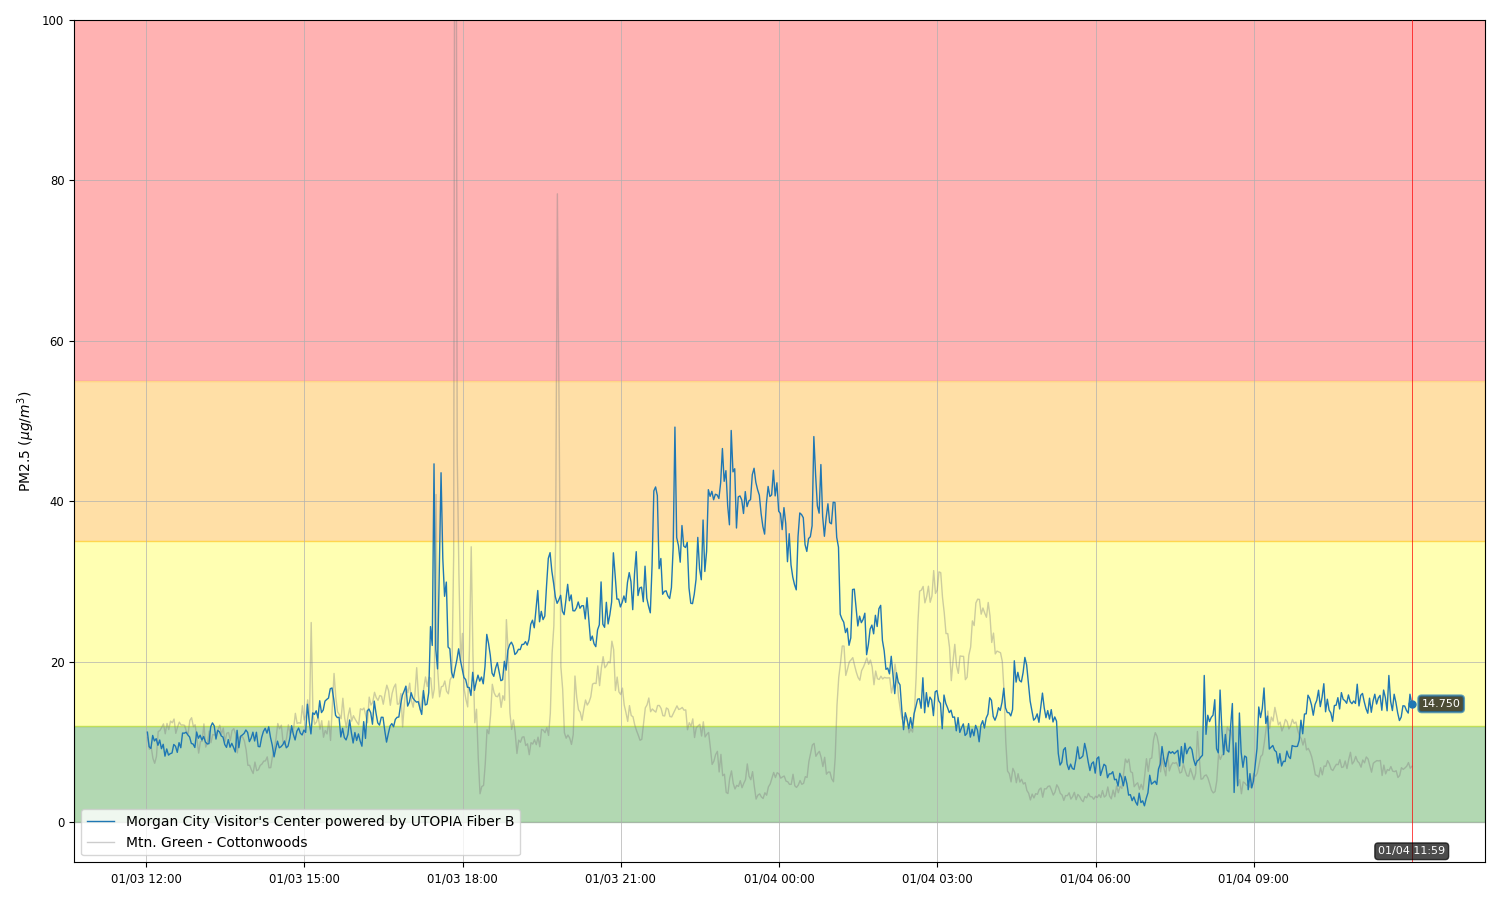 100
80
60
40
20
0
PM2.5 (μg/m³)
Morgan City Visitor's Center powered by UTOPIA Fiber B
Mtn. Green - Cottonwoods
14.750
01/04 11:59
01/03 12:00 01/03 15:00 01/03 18:00 01/03 21:00 01/04 00:00 01/04 03:00 01/04 06:00 01/04 09:00